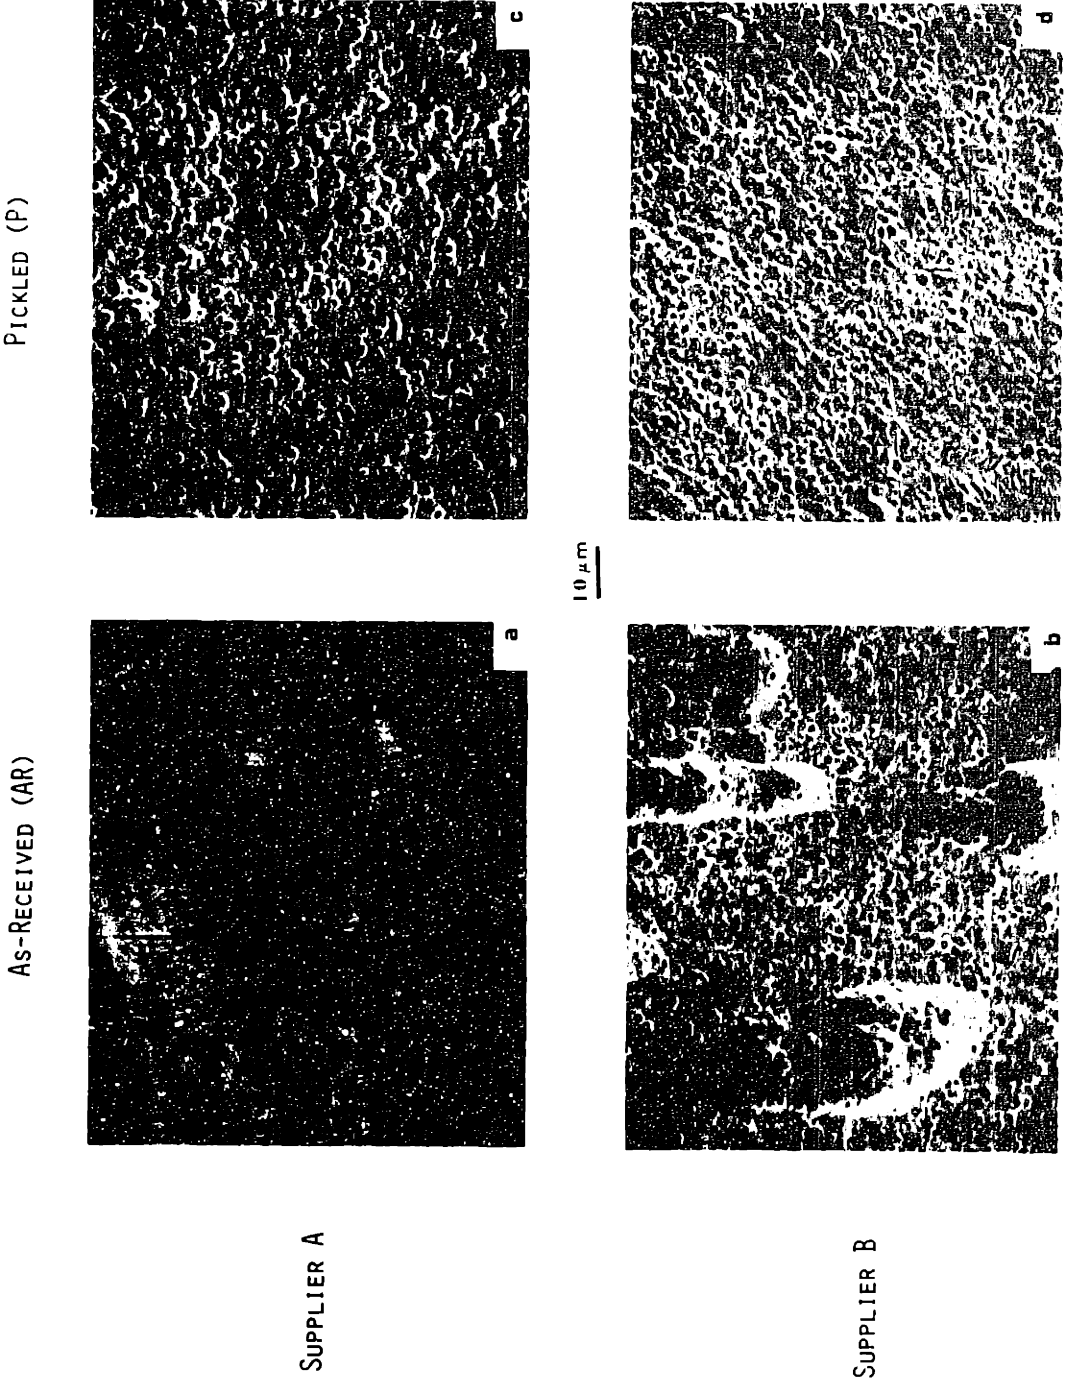 As-Received (AR)
Pickled (P)
Supplier A
a
c
10 μm
Supplier B
b
d